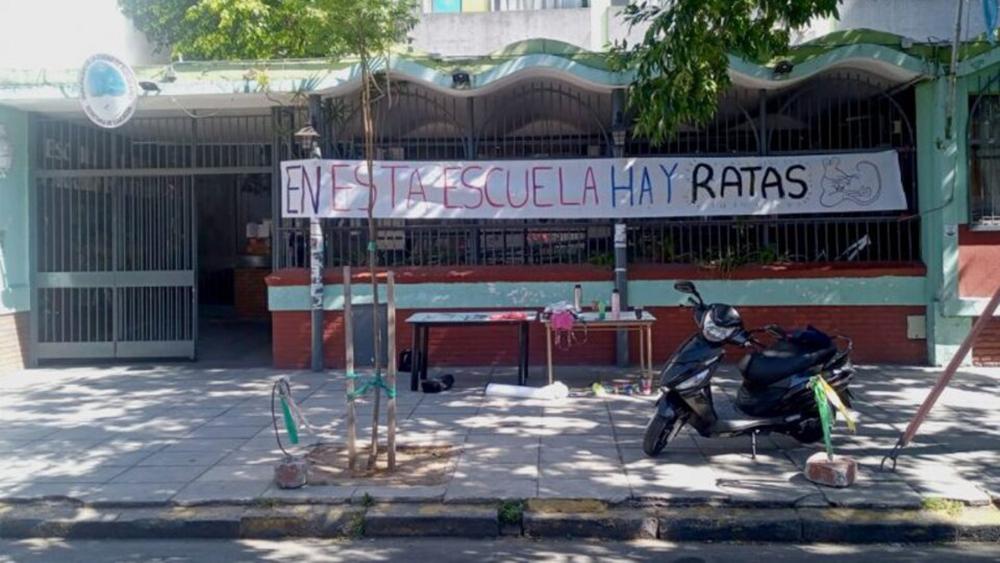 EN ESTA ESCUELA HAY RATAS